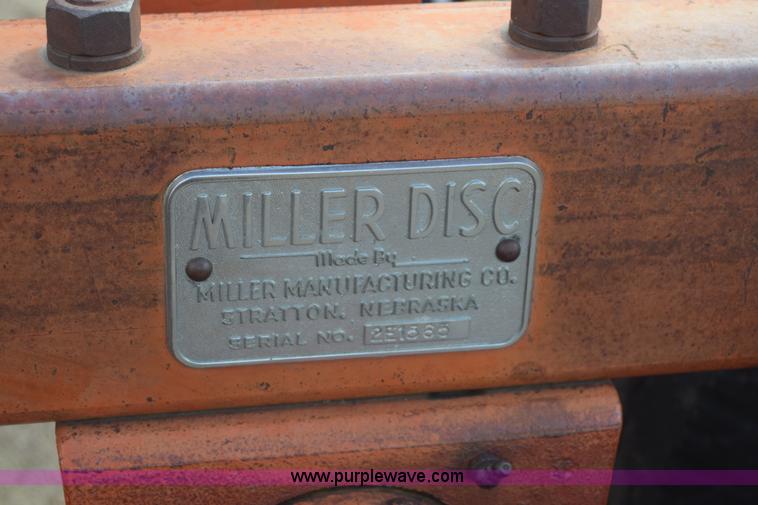 MILLER DISC
Made By
MILLER MANUFACTURING CO.
STRATTON, NEBRASKA
SERIAL NO.
www.purplewave.com